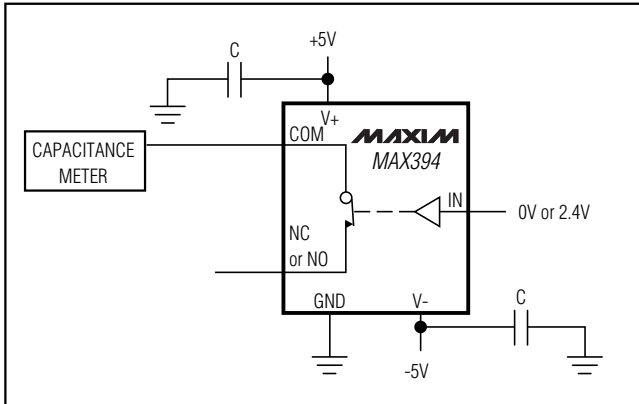 C
+5V
V+
COM
MAXIM
MAX394
CAPACITANCE
METER
IN
0V or 2.4V
NC
or NO
GND
V-
C
-5V